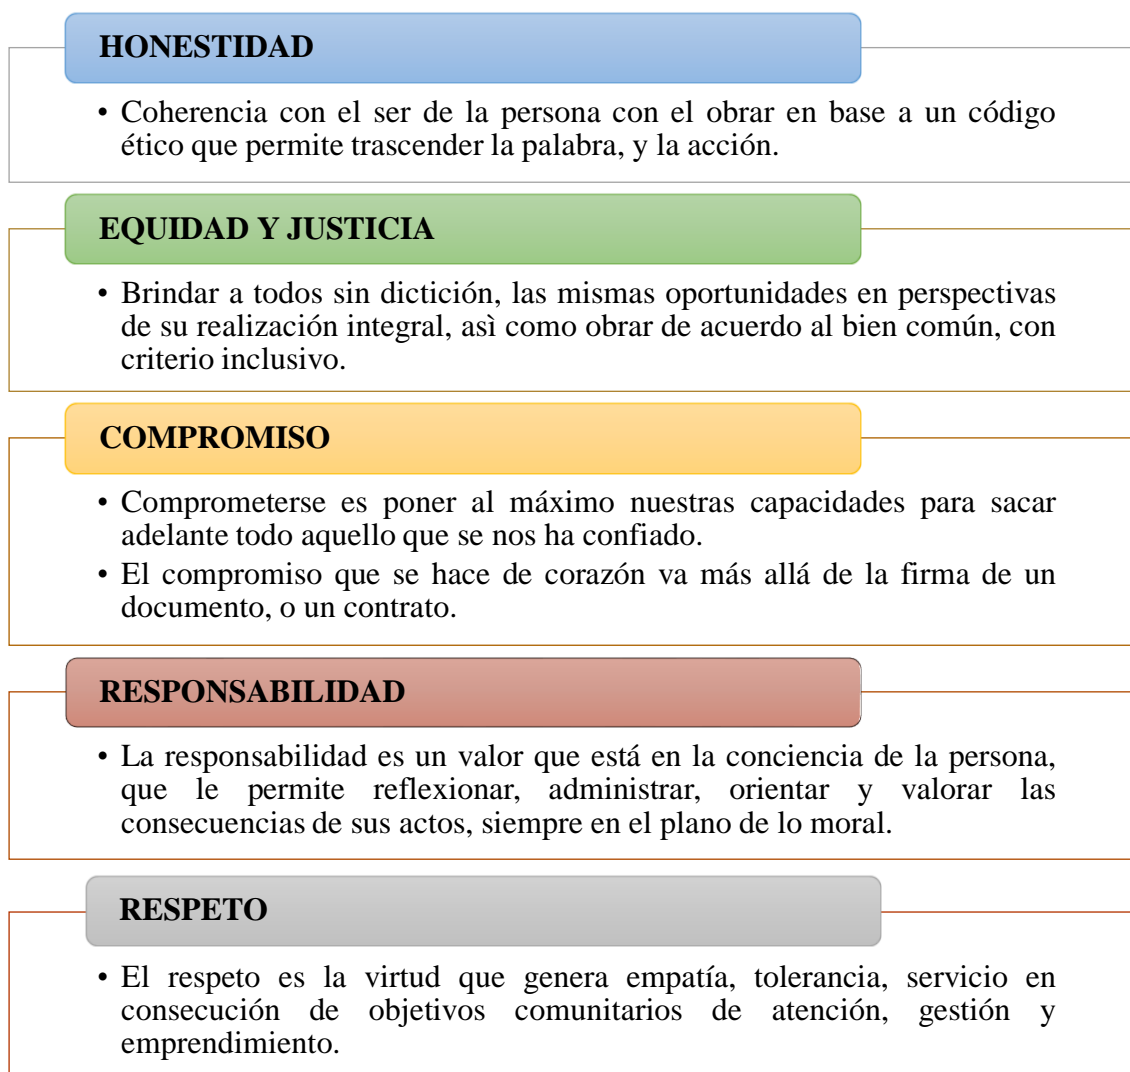 HONESTIDAD
• Coherencia con el ser de la persona con el obrar en base a un código
ético que permite trascender la palabra, y la acción.
EQUIDAD Y JUSTICIA
• Brindar a todos sin dictición, las mismas oportunidades en perspectivas
de su realización integral, asì como obrar de acuerdo al bien común, con
criterio inclusivo.
COMPROMISO
• Comprometerse es poner al máximo nuestras capacidades para sacar
adelante todo aquello que se nos ha confiado.
• El compromiso que se hace de corazón va más allá de la firma de un
documento, o un contrato.
RESPONSABILIDAD
• La responsabilidad es un valor que está en la conciencia de la persona,
que le permite reflexionar, administrar, orientar y valorar las
consecuencias de sus actos, siempre en el plano de lo moral.
RESPETO
• El respeto es la virtud que genera empatía, tolerancia, servicio en
consecución de objetivos comunitarios de atención, gestión y
emprendimiento.